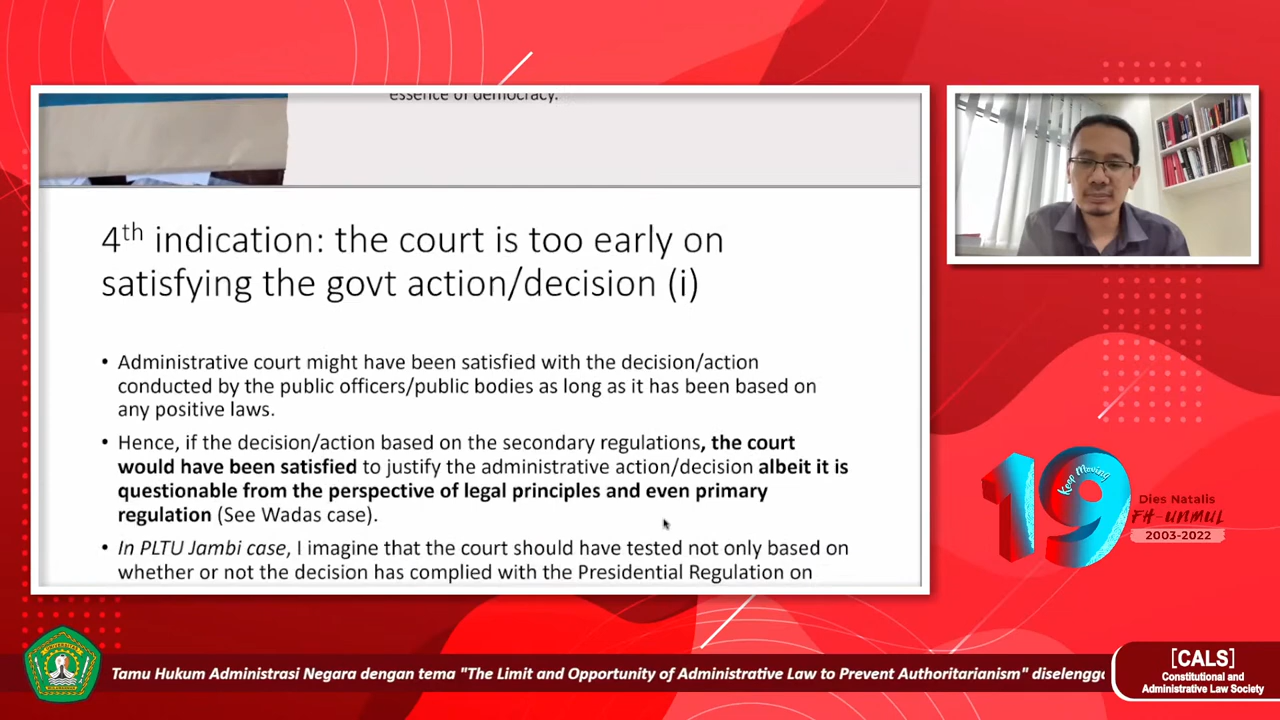 essence of democracy.
4th indication: the court is too early on
satisfying the govt action/decision (i)
• Administrative court might have been satisfied with the decision/action
conducted by the public officers/public bodies as long as it has been based on
any positive laws.
• Hence, if the decision/action based on the secondary regulations, the court
would have been satisfied to justify the administrative action/decision albeit it is
questionable from the perspective of legal principles and even primary
regulation (See Wadas case).
• In PLTU Jambi case, I imagine that the court should have tested not only based on
whether or not the decision has complied with the Presidential Regulation on
19
Keep Moving
Dies Natalis
FH-UNMUL
2003-2022
Tamu Hukum Administrasi Negara dengan tema "The Limit and Opportunity of Administrative Law to Prevent Authoritarianism" diselengga
[CALS]
Constitutional and
Administrative Law Society